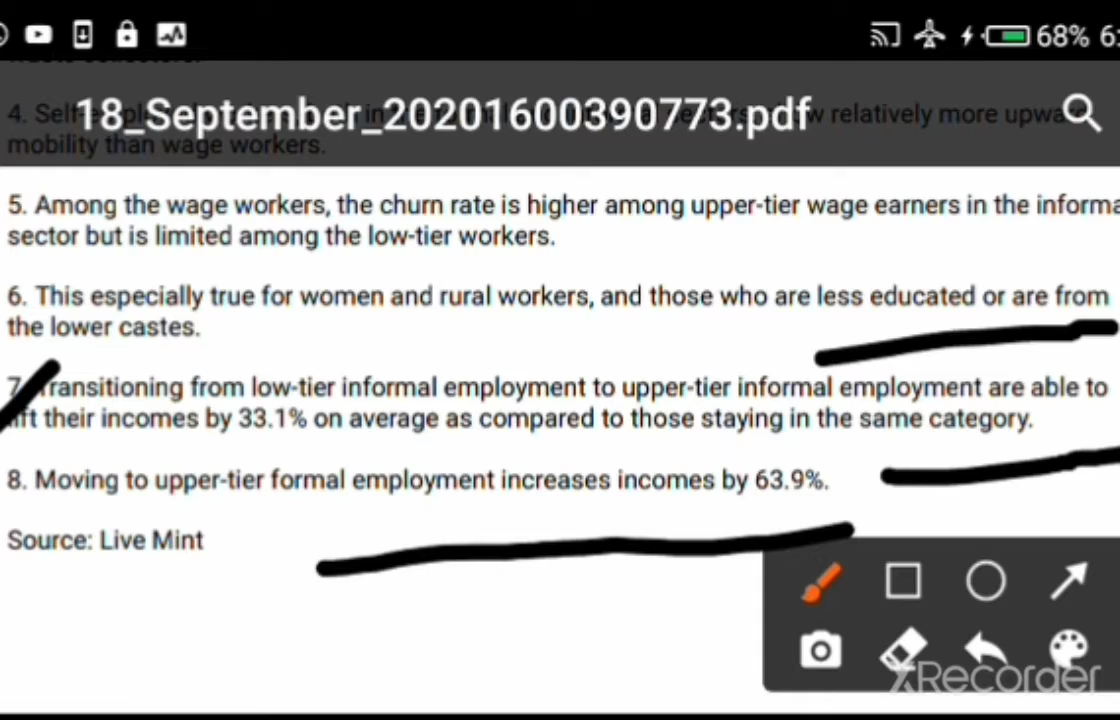 68% 6:
18_September_20201600390773.pdf
4. Self relatively more upwa
mobility than wage workers.
5. Among the wage workers, the churn rate is higher among upper-tier wage earners in the informa
sector but is limited among the low-tier workers.
6. This especially true for women and rural workers, and those who are less educated or are from
the lower castes.
7. Transitioning from low-tier informal employment to upper-tier informal employment are able to
lift their incomes by 33.1% on average as compared to those staying in the same category.
8. Moving to upper-tier formal employment increases incomes by 63.9%.
Source: Live Mint
XRecorder